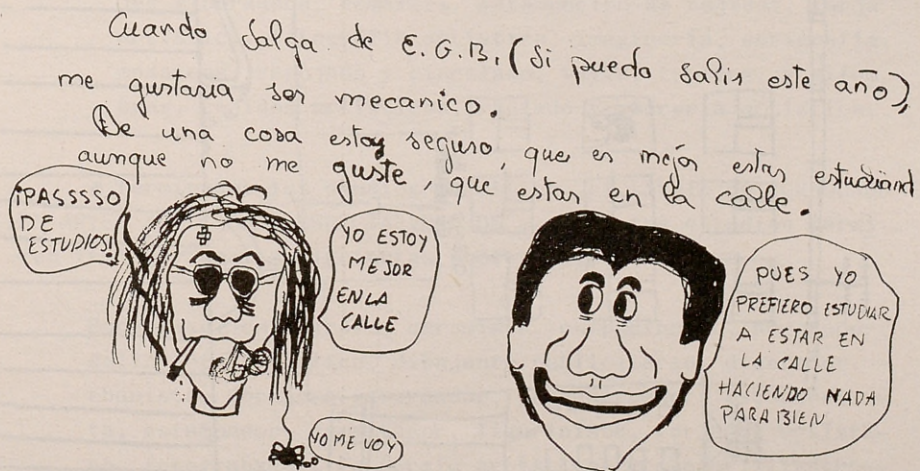 Cuando Salga de E.G.B. (Si puedo salir este año),
me gustaria ser mecanico.
De una cosa estoy seguro, que es mejor estar estudiand
aunque no me guste, que estar en la calle.
¡PASSSSO
DE
ESTUDIOS!
YO ESTOY
MEJOR
EN LA
CALLE
YO ME VOY
PUES YO
PREFIERO ESTUDIAR
A ESTAR EN
LA CALLE
HACIENDO NADA
PARA BIEN